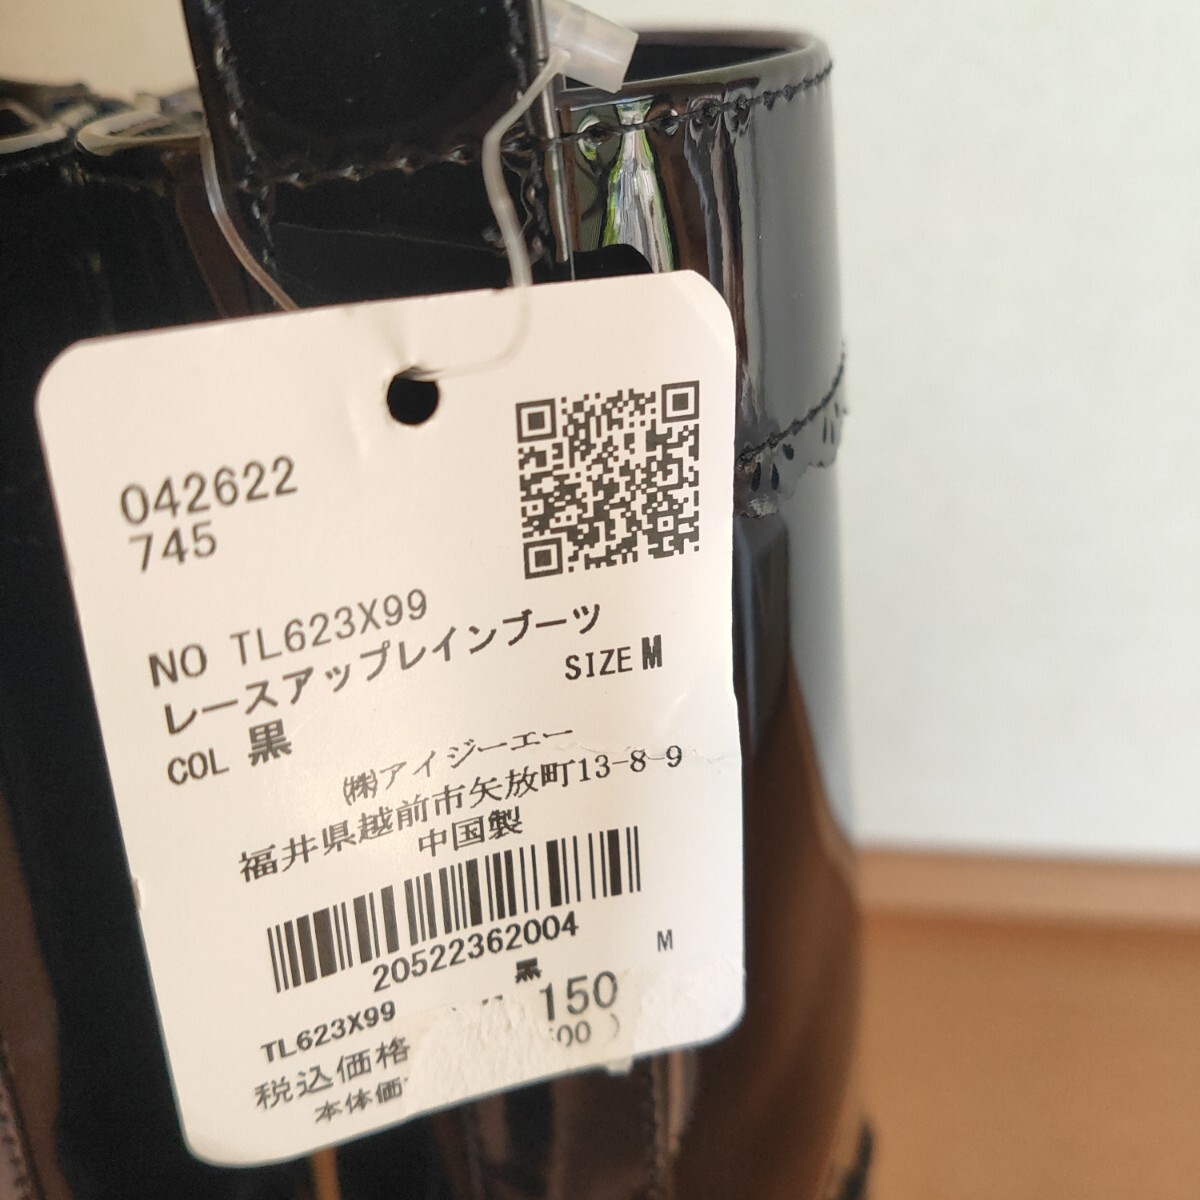 042622
745
NO TL623X99
レースアップレインブーツ
SIZE M
COL 黒
㈱アイジーエー
福井県越前市矢放町13-8-9
中国製
20522362004
黒 M
TL623X99
税込価格 150
本体価 00 )